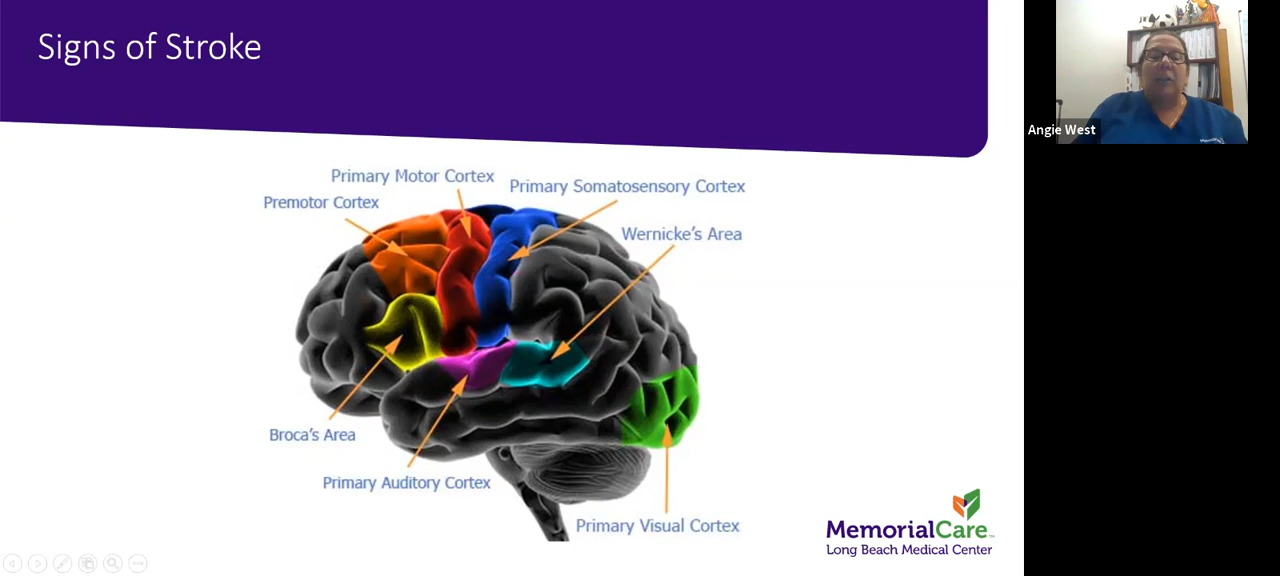 Signs of Stroke
Angie West
Primary Motor Cortex
Primary Somatosensory Cortex
Premotor Cortex
Wernicke's Area
Broca's Area
Primary Auditory Cortex
Primary Visual Cortex
MemorialCare
Long Beach Medical Center